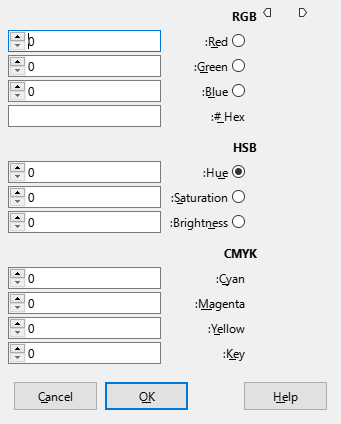 RGB
0 :Red
0 :Green
0 :Blue
:# Hex
HSB
0 :Hue
0 :Saturation
0 :Brightness
CMYK
0 :Cyan
0 :Magenta
0 :Yellow
0 :Key
Cancel OK Help